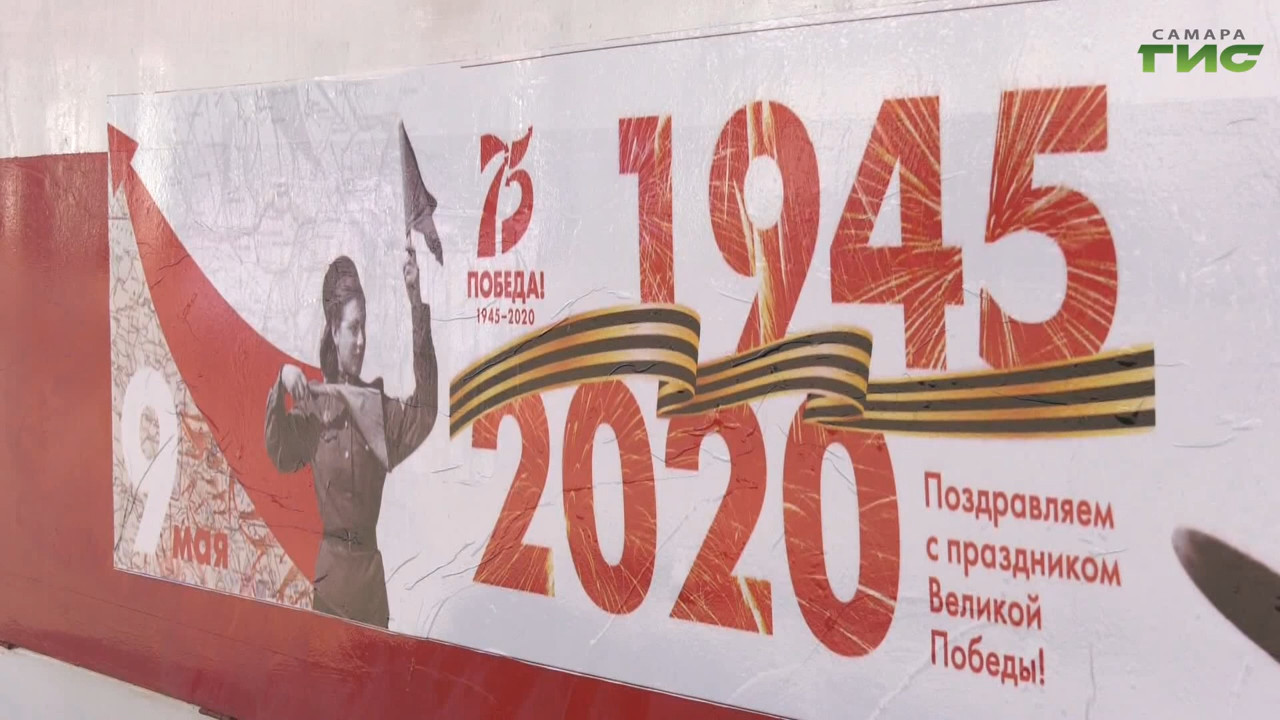 САМАРА
ГИС
75
ПОБЕДА!
1945-2020
1945
2020
9
мая
Поздравляем
с праздником
Великой
Победы!